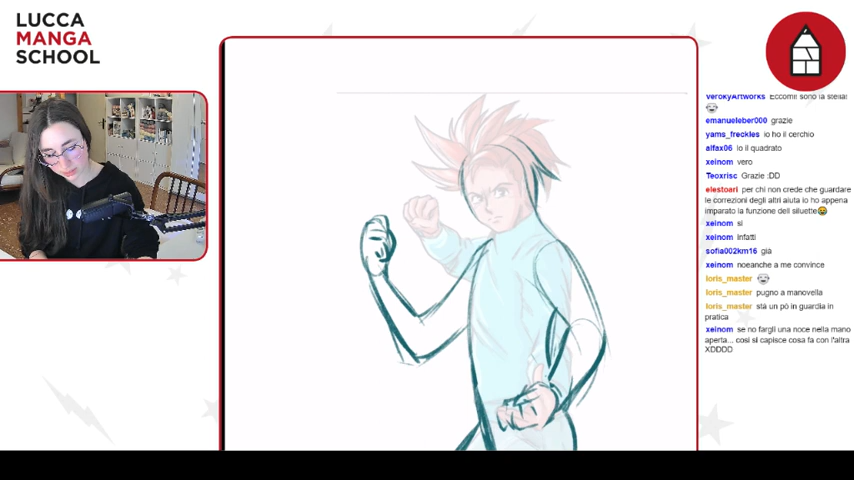 LUCCA
MANGA
SCHOOL
VerokyArtworks Eccomi! sono la stella!
emanueleber000 grazie
yams_freckles io ho il cerchio
alfax06 io il quadrato
xeinom vero
Teoxrisc Grazie :DD
elestoari per chi non crede che guardare
le correzioni degli altri aiuta io ho appena
imparato la funzione dell siluette
xeinom si
xeinom infatti
sofia002km16 già
xeinom noeanche a me convince
loris_master
loris_master pugno a manovella
loris_master stà un pò in guardia in
pratica
xeinom se no fargli una noce nella mano
aperta... cosi si capisce cosa fa con l'altra
XDDDD